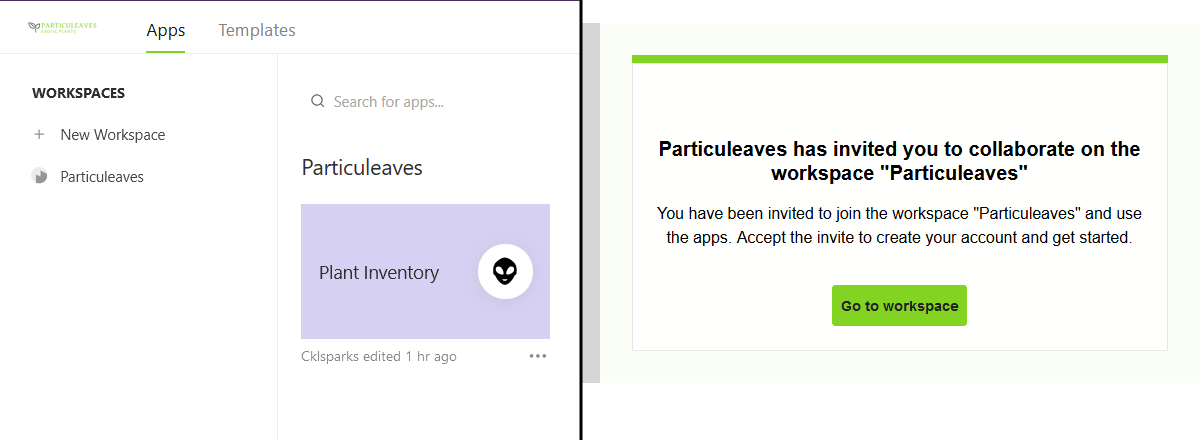 PARTICULEAVES
EXOTIC PLANTS
Apps
Templates
WORKSPACES
+ New Workspace
Particuleaves
Search for apps...
Particuleaves
Plant Inventory
Cklsparks edited 1 hr ago
Particuleaves has invited you to collaborate on the
workspace "Particuleaves"
You have been invited to join the workspace "Particuleaves" and use
the apps. Accept the invite to create your account and get started.
Go to workspace